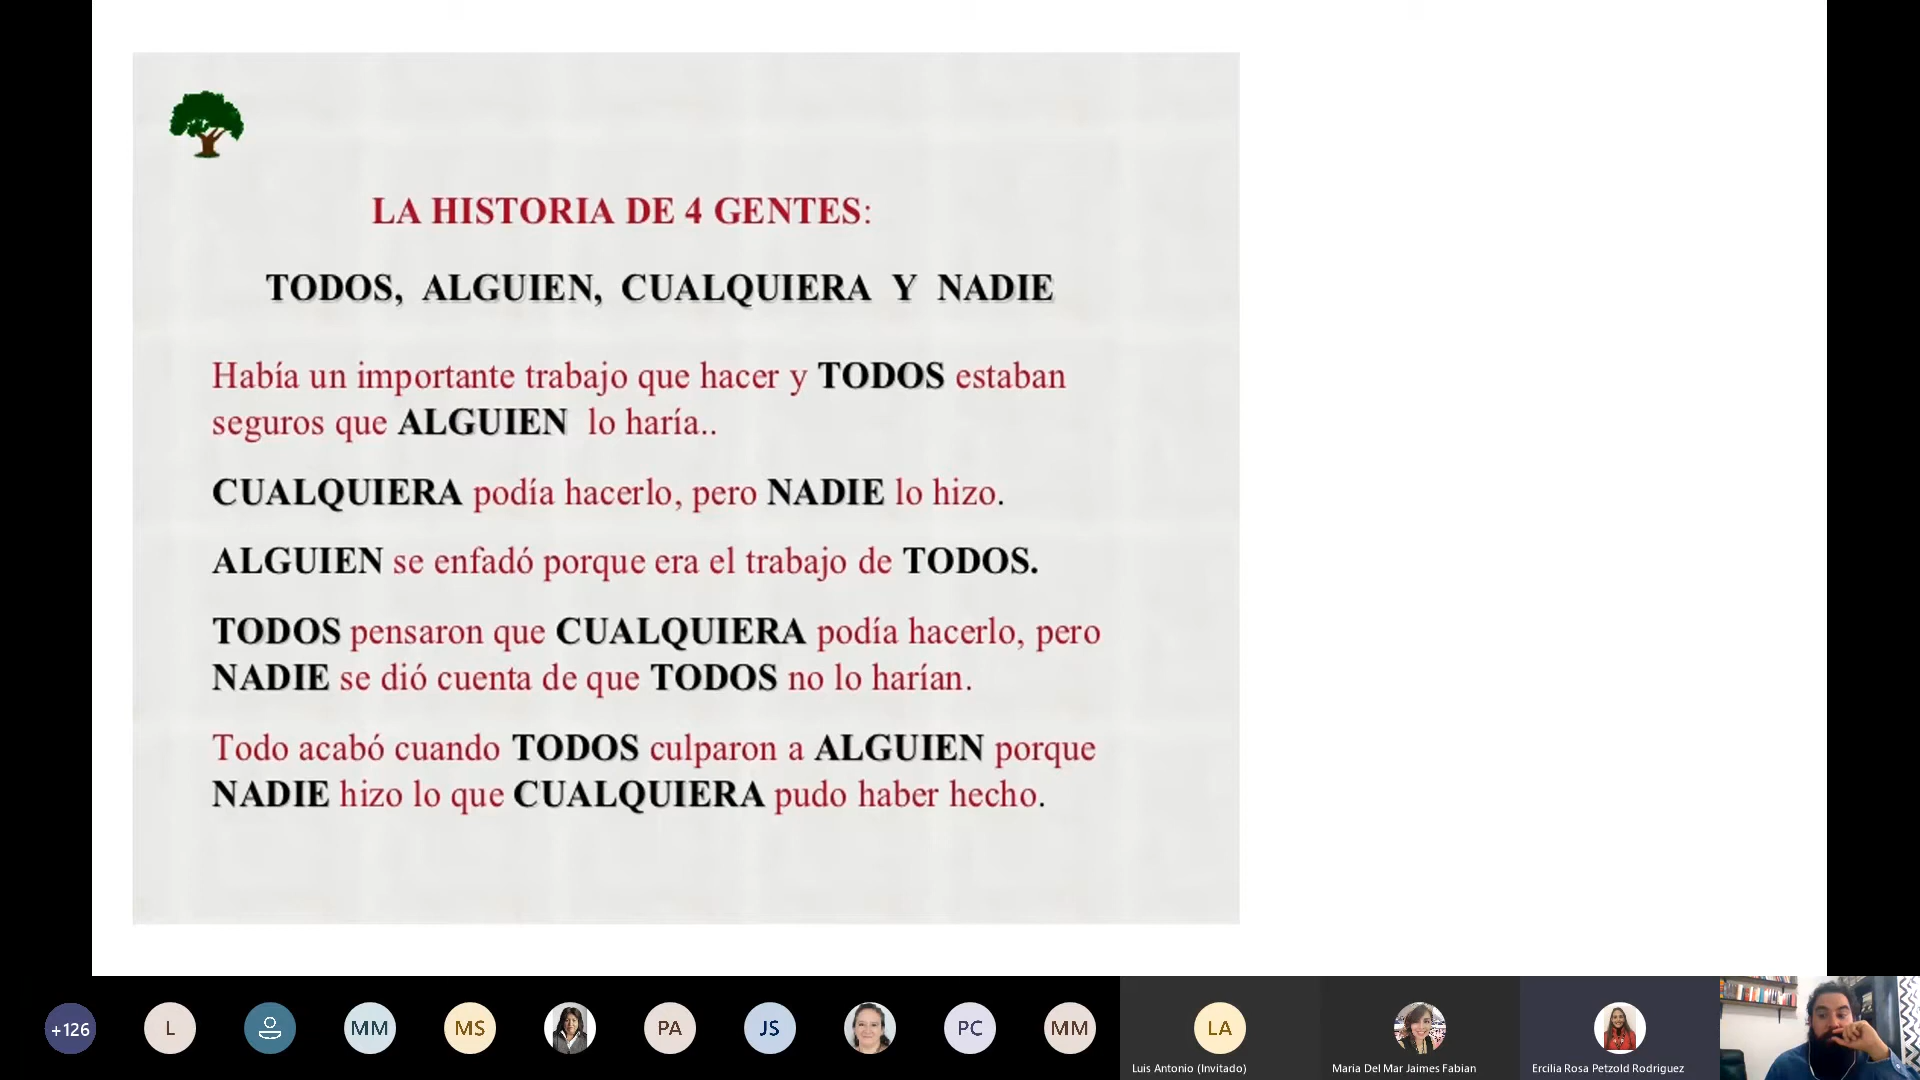 LA HISTORIA DE 4 GENTES:
TODOS, ALGUIEN, CUALQUIERA Y NADIE
Había un importante trabajo que hacer y TODOS estaban
seguros que ALGUIEN lo haría..
CUALQUIERA podía hacerlo, pero NADIE lo hizo.
ALGUIEN se enfadó porque era el trabajo de TODOS.
TODOS pensaron que CUALQUIERA podía hacerlo, pero
NADIE se dió cuenta de que TODOS no lo harían.
Todo acabó cuando TODOS culparon a ALGUIEN porque
NADIE hizo lo que CUALQUIERA pudo haber hecho.
+126 L MM MS PA JS PC MM LA
Luis Antonio (Invitado) Maria Del Mar Jaimes Fabian Ercilia Rosa Petzold Rodriguez